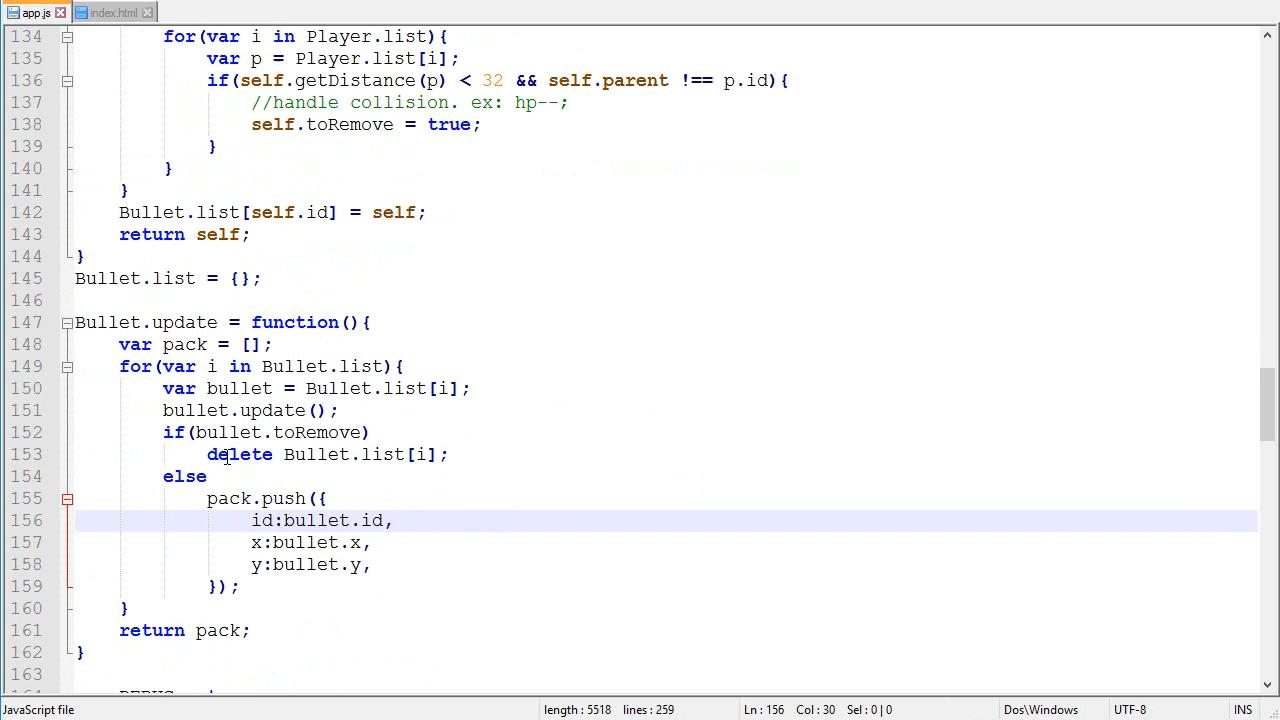 app.js index.html
134 for(var i in Player.list){
135 var p = Player.list[i];
136 if(self.getDistance(p) < 32 && self.parent !== p.id){
137 //handle collision. ex: hp--;
138 self.toRemove = true;
139 }
140 }
141 }
142 Bullet.list[self.id] = self;
143 return self;
144 }
145 Bullet.list = {};
146
147 Bullet.update = function(){
148 var pack = [];
149 for(var i in Bullet.list){
150 var bullet = Bullet.list[i];
151 bullet.update();
152 if(bullet.toRemove)
153 delete Bullet.list[i];
154 else
155 pack.push({
156 id:bullet.id,
157 x:bullet.x,
158 y:bullet.y,
159 });
160 }
161 return pack;
162 }
163
JavaScript file length : 5518 lines : 259 Ln : 156 Col : 30 Sel : 0 | 0 Dos\Windows UTF-8 INS